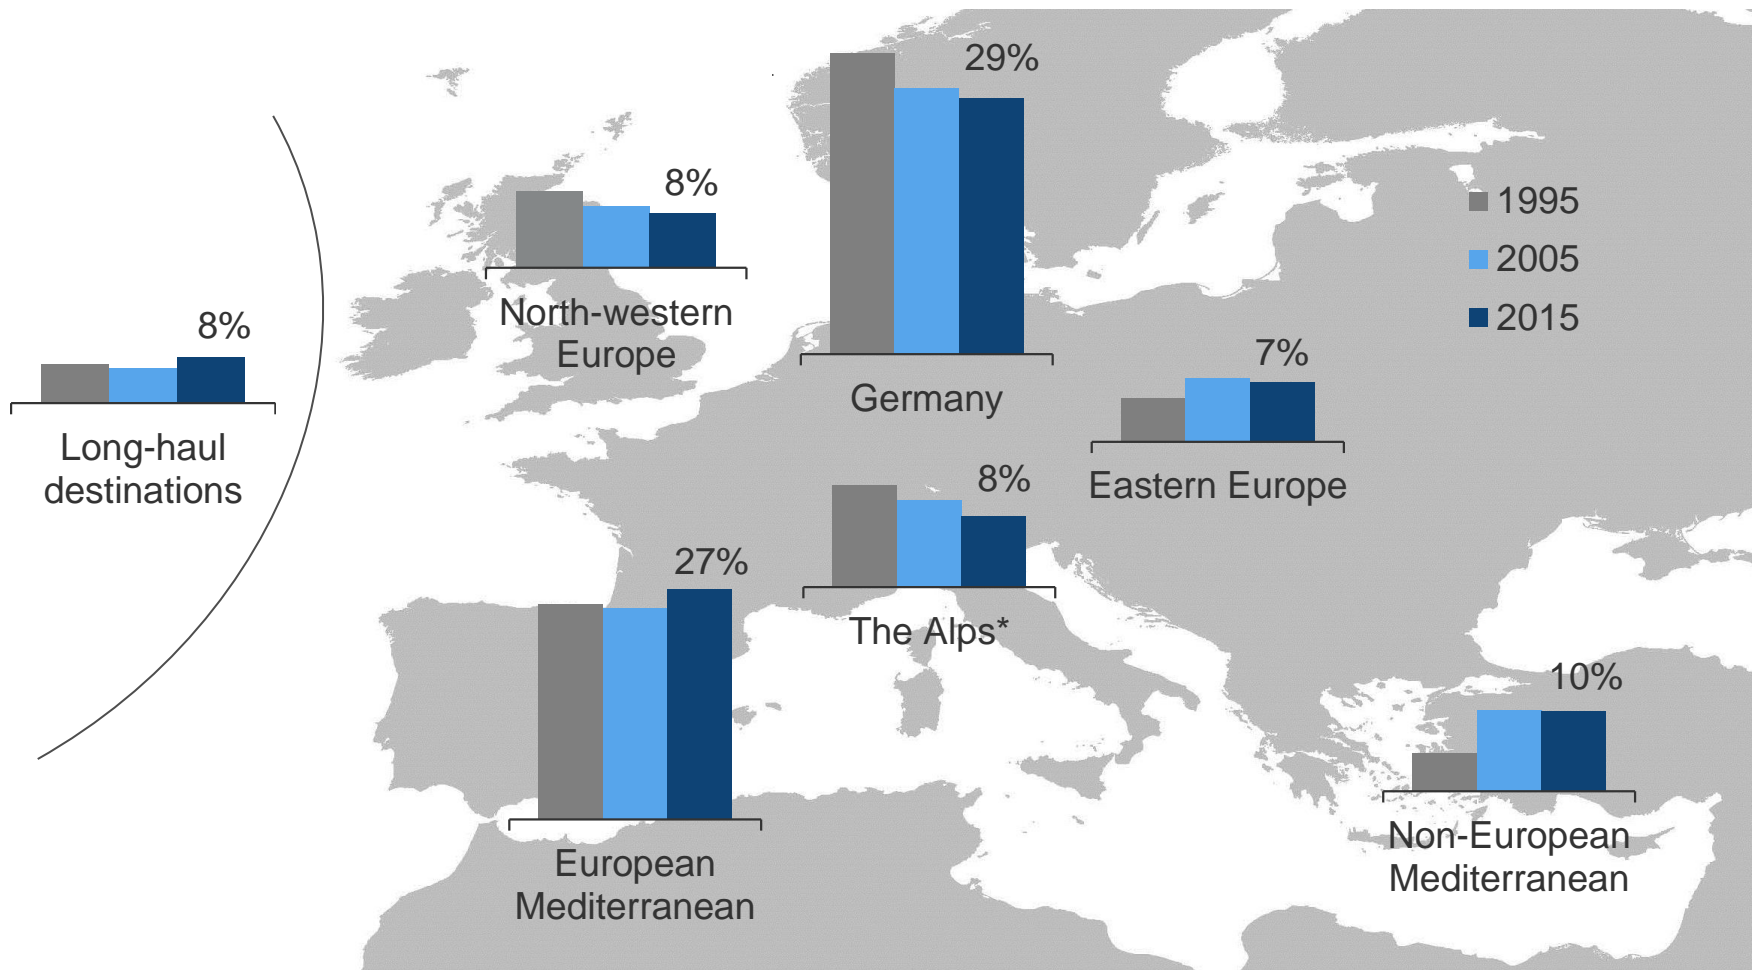 29%
8%
1995
2005
2015
North-western
Europe
8%
7%
Germany
Long-haul
destinations
8%
Eastern Europe
27%
The Alps*
10%
European
Mediterranean
Non-European
Mediterranean